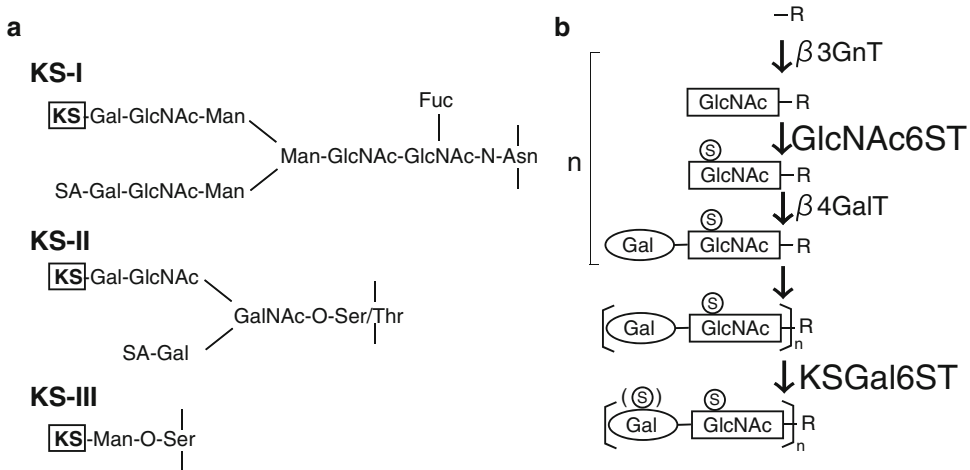 a
KS-I
KS-Gal-GlcNAc-Man
Fuc
Man-GlcNAc-GlcNAc-N-Asn
SA-Gal-GlcNAc-Man
KS-II
KS-Gal-GlcNAc
GalNAc-O-Ser/Thr
SA-Gal
KS-III
KS-Man-O-Ser
b
R
β3GnT
GlcNAc R
GlcNAc6ST
S
GlcNAc R
β4GalT
n
S
Gal GlcNAc R
S
Gal GlcNAc R
n
KSGal6ST
(S) S
Gal GlcNAc R
n